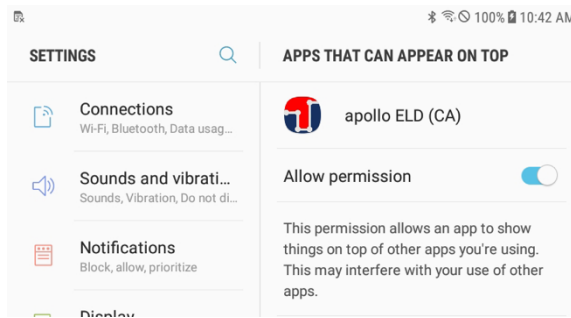 100% 10:42 AM
SETTINGS
Connections
Wi-Fi, Bluetooth, Data usag...
Sounds and vibrati...
Sounds, Vibration, Do not di...
Notifications
Block, allow, prioritize
Display
APPS THAT CAN APPEAR ON TOP
apollo ELD (CA)
Allow permission
This permission allows an app to show
things on top of other apps you're using.
This may interfere with your use of other
apps.